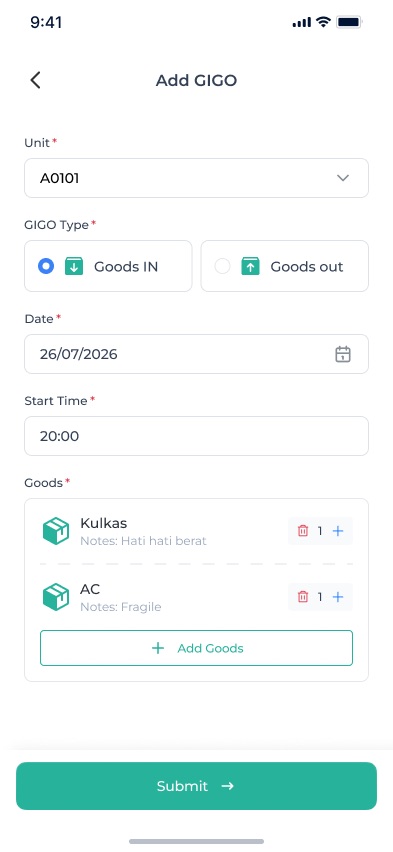 9:41
Add GIGO
Unit*
A0101
GIGO Type*
Goods IN
Goods out
Date*
26/07/2026
Start Time*
20:00
Goods*
Kulkas
Notes: Hati hati berat
1
AC
Notes: Fragile
1
Add Goods
Submit